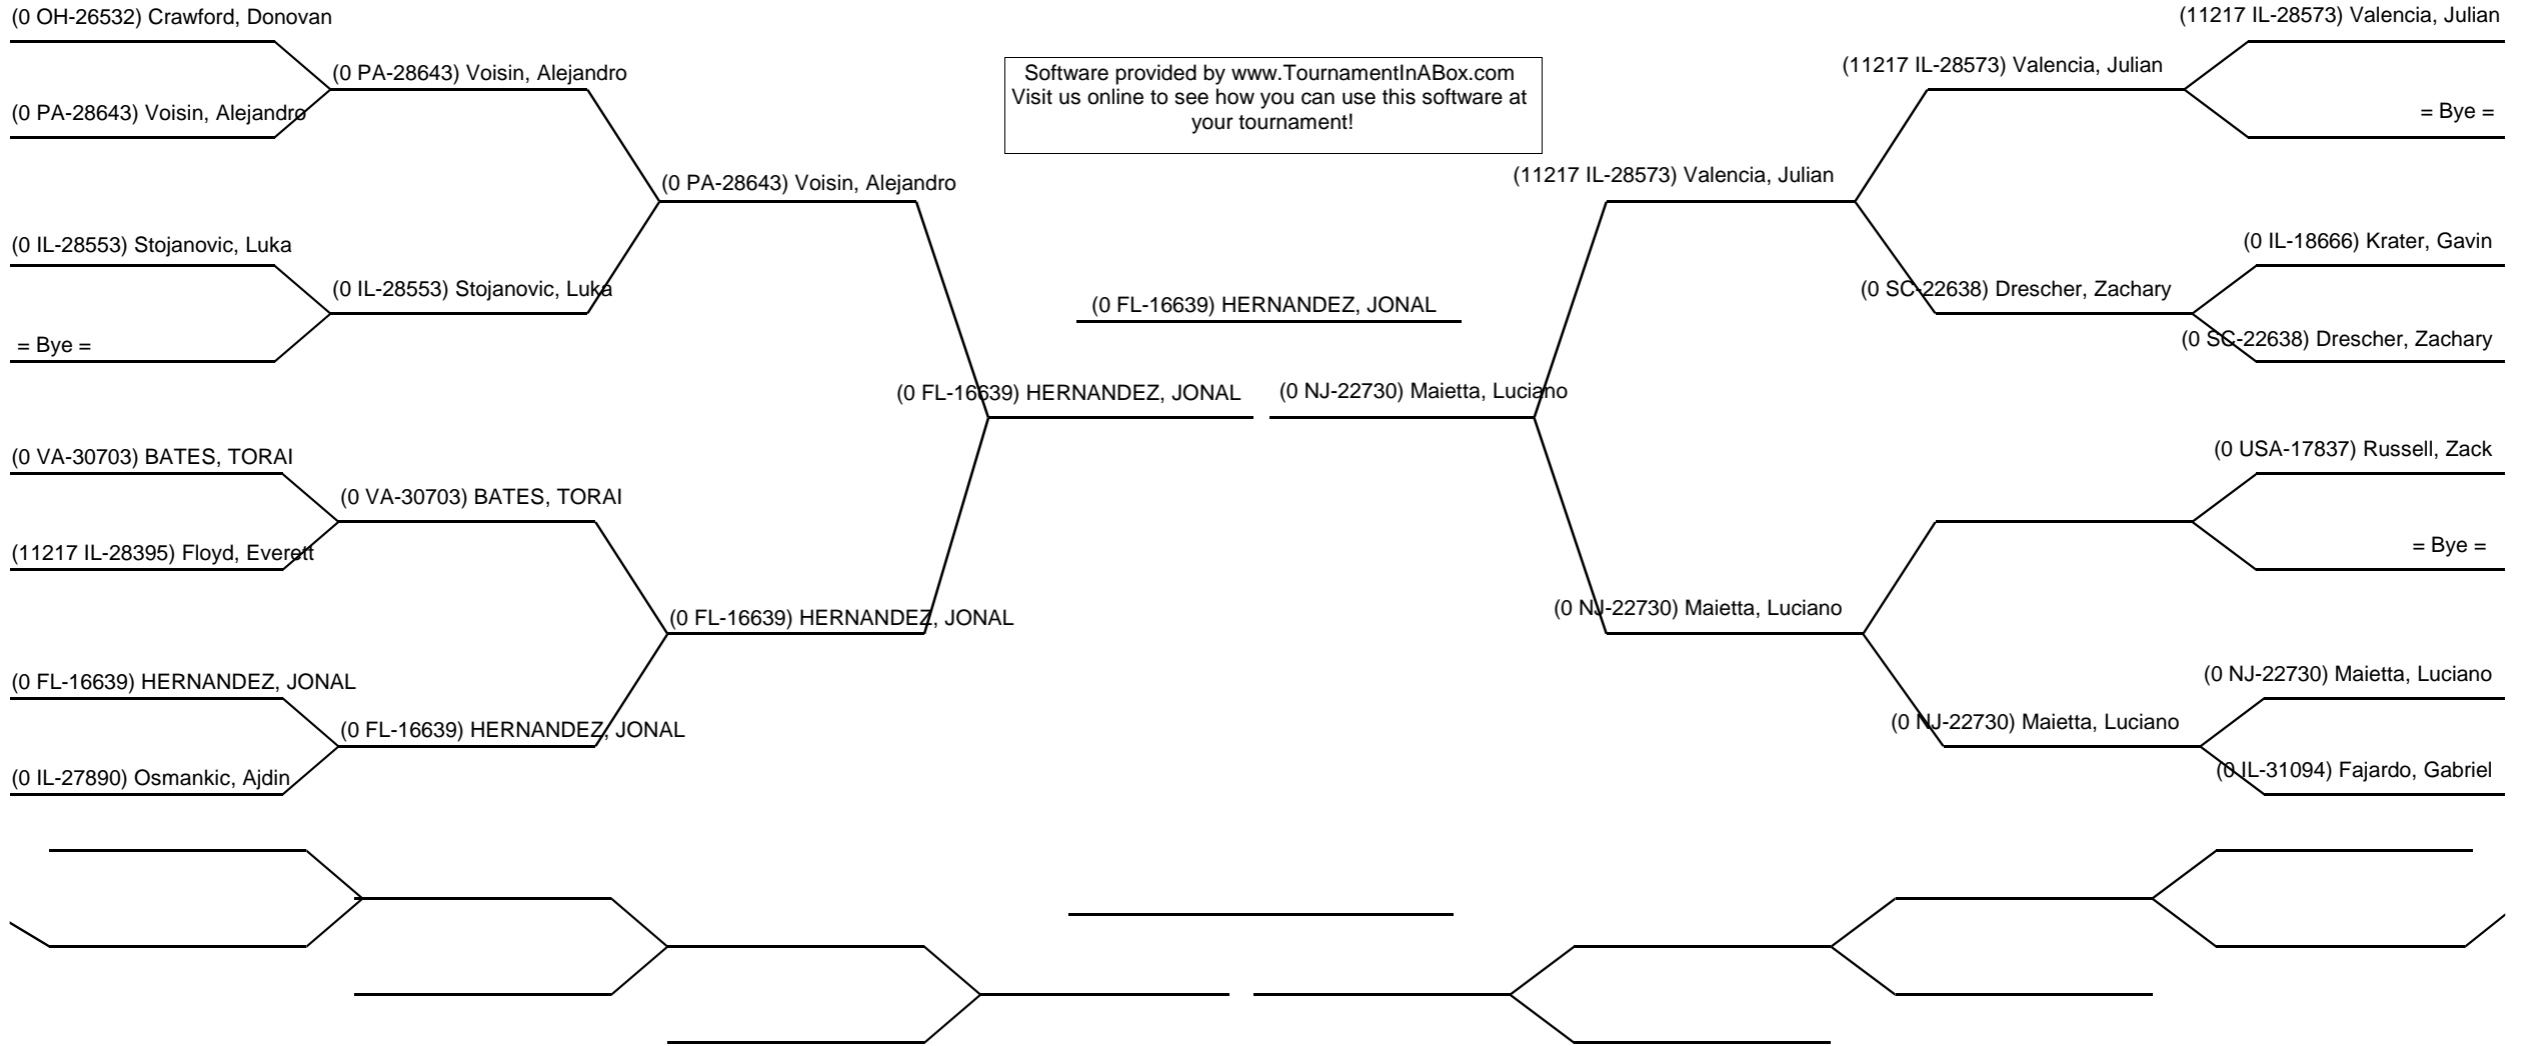 (0 OH-26532) Crawford, Donovan
(0 PA-28643) Voisin, Alejandro
(0 PA-28643) Voisin, Alejandro
(0 PA-28643) Voisin, Alejandro
(0 IL-28553) Stojanovic, Luka
(0 IL-28553) Stojanovic, Luka
= Bye =
(0 VA-30703) BATES, TORAI
(0 VA-30703) BATES, TORAI
(11217 IL-28395) Floyd, Everett
(0 FL-16639) HERNANDEZ, JONAL
(0 FL-16639) HERNANDEZ, JONAL
(0 FL-16639) HERNANDEZ, JONAL
(0 IL-27890) Osmankic, Ajdin
Software provided by www.TournamentInABox.com
Visit us online to see how you can use this software at
your tournament!
(0 FL-16639) HERNANDEZ, JONAL
(0 FL-16639) HERNANDEZ, JONAL
(0 NJ-22730) Maietta, Luciano
(11217 IL-28573) Valencia, Julian
(11217 IL-28573) Valencia, Julian
(11217 IL-28573) Valencia, Julian
= Bye =
(0 IL-18666) Krater, Gavin
(0 SC-22638) Drescher, Zachary
(0 SC-22638) Drescher, Zachary
(0 USA-17837) Russell, Zack
= Bye =
(0 NJ-22730) Maietta, Luciano
(0 NJ-22730) Maietta, Luciano
(0 NJ-22730) Maietta, Luciano
(0 IL-31094) Fajardo, Gabriel